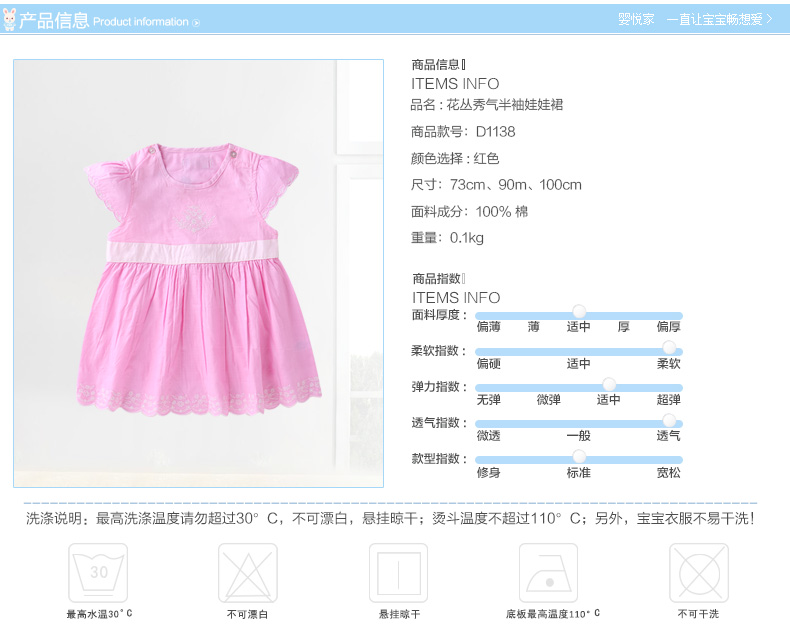 产品信息 Product information
婴悦家 一直让宝宝畅想爱
商品信息
ITEMS INFO
品名：花丛秀气半袖娃娃裙
商品款号：D1138
颜色选择：红色
尺寸：73cm、90m、100cm
面料成分：100% 棉
重量：0.1kg
商品指数
ITEMS INFO
面料厚度：
偏薄 薄 适中 厚 偏厚
柔软指数：
偏硬 适中 柔软
弹力指数：
无弹 微弹 适中 超弹
透气指数：
微透 一般 透气
款型指数：
修身 标准 宽松
洗涤说明：最高洗涤温度请勿超过30°C，不可漂白，悬挂晾干；烫斗温度不超过110°C；另外，宝宝衣服不易干洗！
30
最高水温30°C 不可漂白 悬挂晾干 底板最高温度110°C 不可干洗